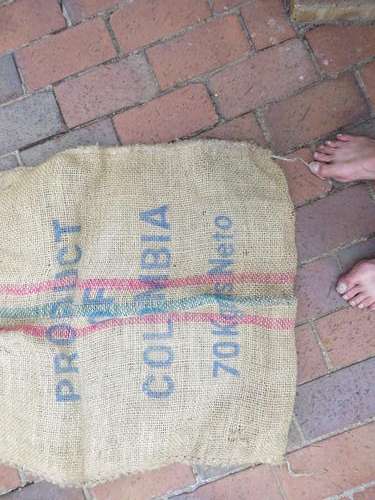 PRODUCT
OF
COLOMBIA
70 Kilos Neto